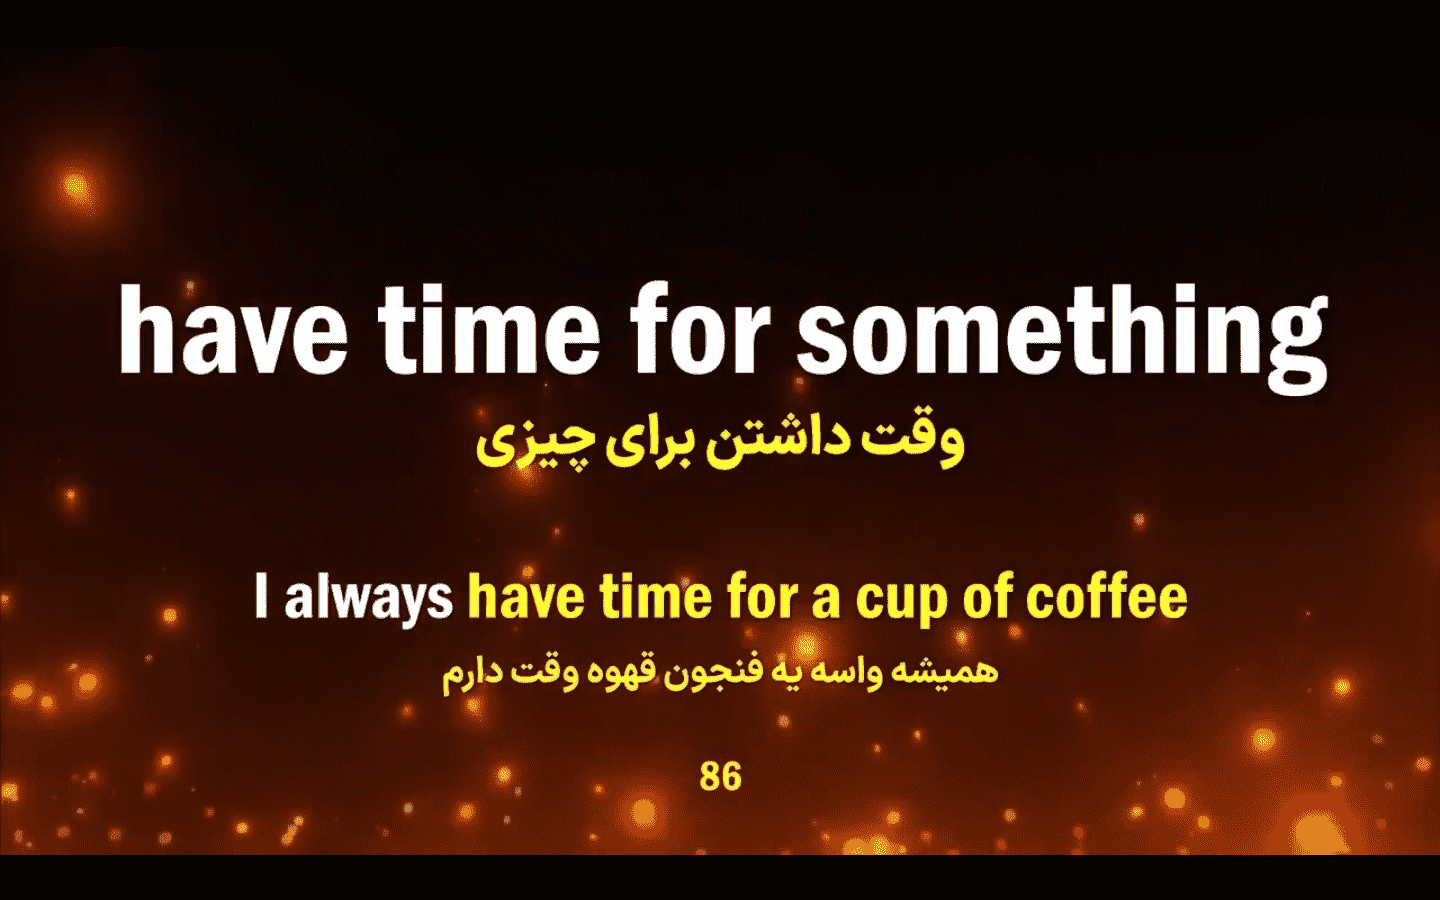 have time for something
وقت داشتن برای چیزی
I always have time for a cup of coffee
همیشه واسه یه فنجون قهوه وقت دارم
86